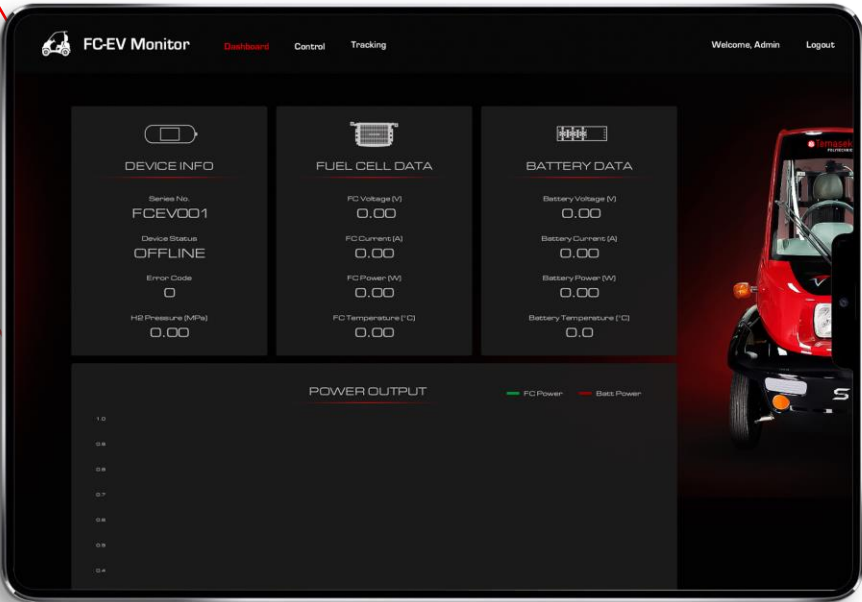 FC-EV Monitor Dashboard Control Tracking Welcome, Admin Logout
DEVICE INFO
Series No.
FCEV001
Device Status
OFFLINE
Error Code
0
H2 Pressure (MPa)
0.00
FUEL CELL DATA
FC Voltage (V)
0.00
FC Current (A)
0.00
FC Power (W)
0.00
FC Temperature (°C)
0.00
BATTERY DATA
Battery Voltage (V)
0.00
Battery Current (A)
0.00
Battery Power (W)
0.00
Battery Temperature (°C)
0.0
Temasek
POLYTECHNIC
S
POWER OUTPUT
FC Power Batt Power
1.0
0.9
0.8
0.7
0.6
0.5
0.4